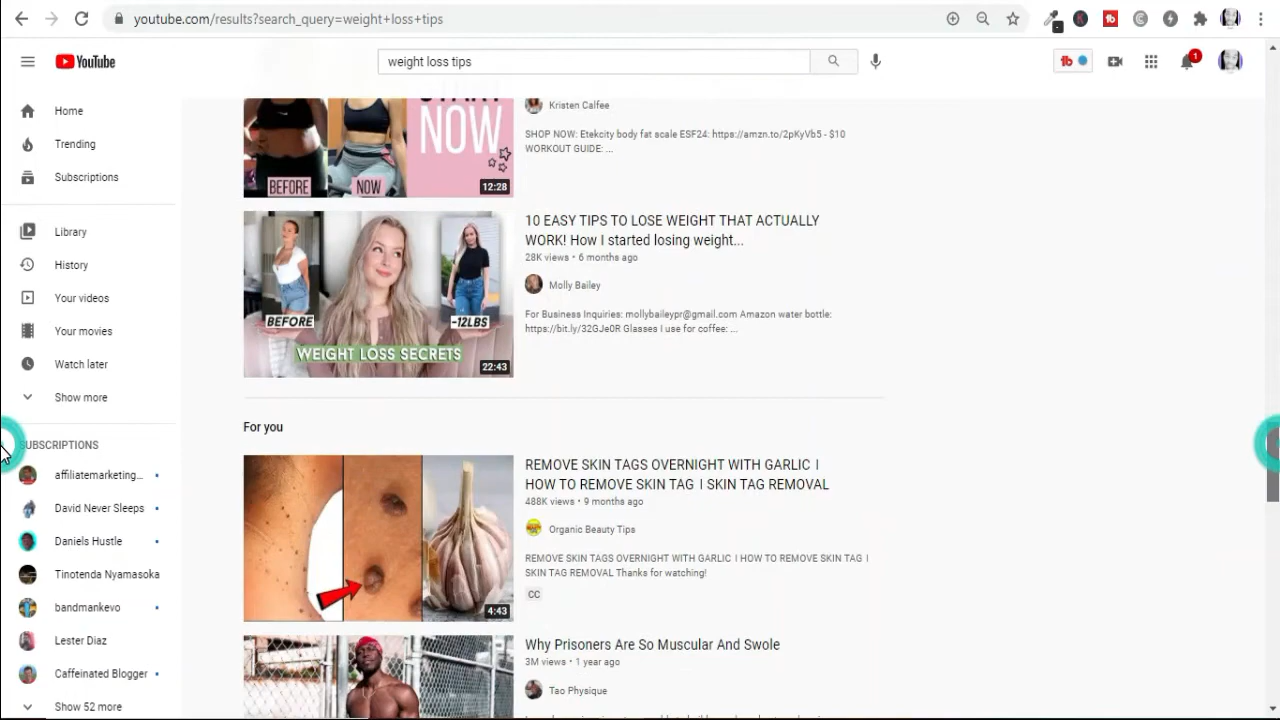 youtube.com/results?search_query=weight+loss+tips
YouTube
weight loss tips
1
Home
Trending
Subscriptions
Library
History
Your videos
Your movies
Watch later
Show more
SUBSCRIPTIONS
affiliatemarketing...
David Never Sleeps
Daniels Hustle
Tinotenda Nyamasoka
bandmankevo
Lester Diaz
Caffeinated Blogger
Show 52 more
START
NOW
BEFORE
NOW
12:28
Kristen Calfee
SHOP NOW: Etekcity body fat scale ESF24: https://amzn.to/2pKyVb5 - $10
WORKOUT GUIDE: ...
BEFORE
-12LBS
WEIGHT LOSS SECRETS
22:43
10 EASY TIPS TO LOSE WEIGHT THAT ACTUALLY
WORK! How I started losing weight...
28K views • 6 months ago
Molly Bailey
For Business Inquiries: mollybaileypr@gmail.com Amazon water bottle:
https://bit.ly/32GJe0R Glasses I use for coffee: ...
For you
4:43
REMOVE SKIN TAGS OVERNIGHT WITH GARLIC |
HOW TO REMOVE SKIN TAG | SKIN TAG REMOVAL
488K views • 9 months ago
Organic Beauty Tips
REMOVE SKIN TAGS OVERNIGHT WITH GARLIC | HOW TO REMOVE SKIN TAG |
SKIN TAG REMOVAL Thanks for watching!
CC
Why Prisoners Are So Muscular And Swole
3M views • 1 year ago
Tao Physique